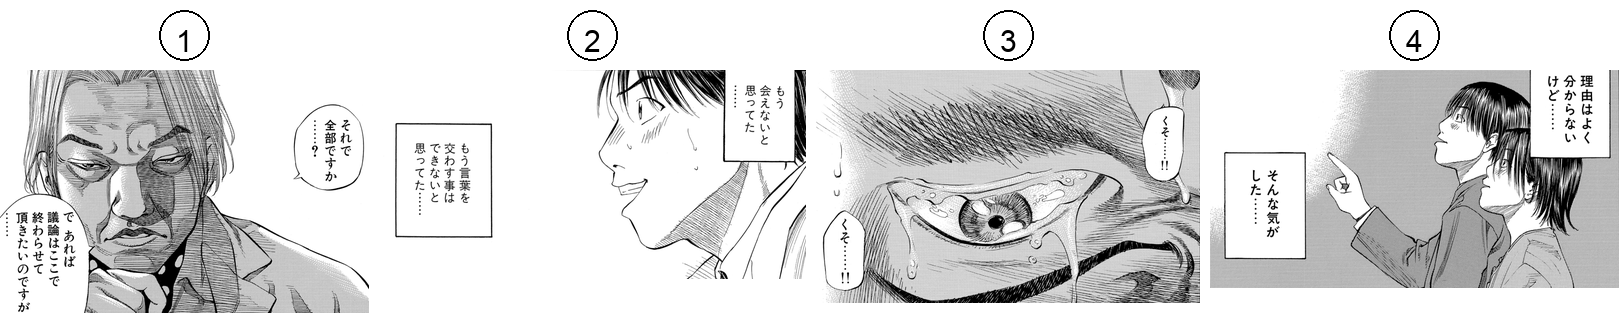 1
それで
全部ですか
……?
で あれば
議論はここで
終わらせて
頂きたいのですが
……
2
もう
会えないと
思ってた
……
もう言葉を
交わす事は
できないと
思ってた……
3
くそ……!!
くそ……!!
4
理由はよく
分からない
けど……
そんな気が
した……